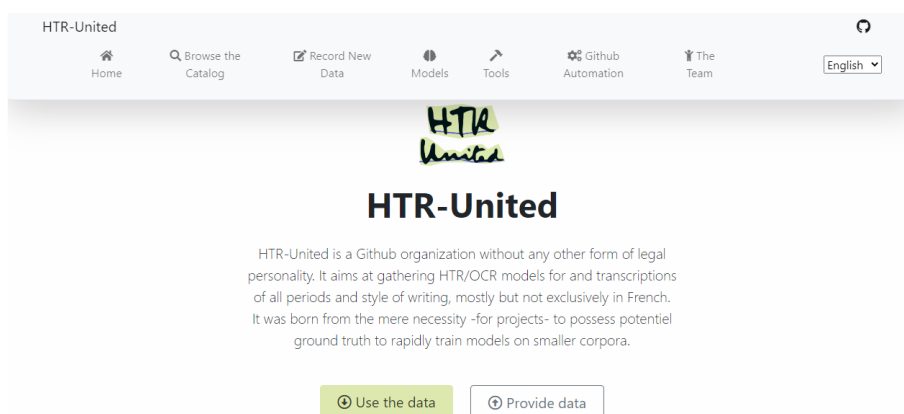 HTR-United
Home
Browse the Catalog
Record New Data
Models
Tools
Github Automation
The Team
English
HTR
United
HTR-United
HTR-United is a Github organization without any other form of legal
personality. It aims at gathering HTR/OCR models for and transcriptions
of all periods and style of writing, mostly but not exclusively in French.
It was born from the mere necessity -for projects- to possess potentiel
ground truth to rapidly train models on smaller corpora.
Use the data
Provide data